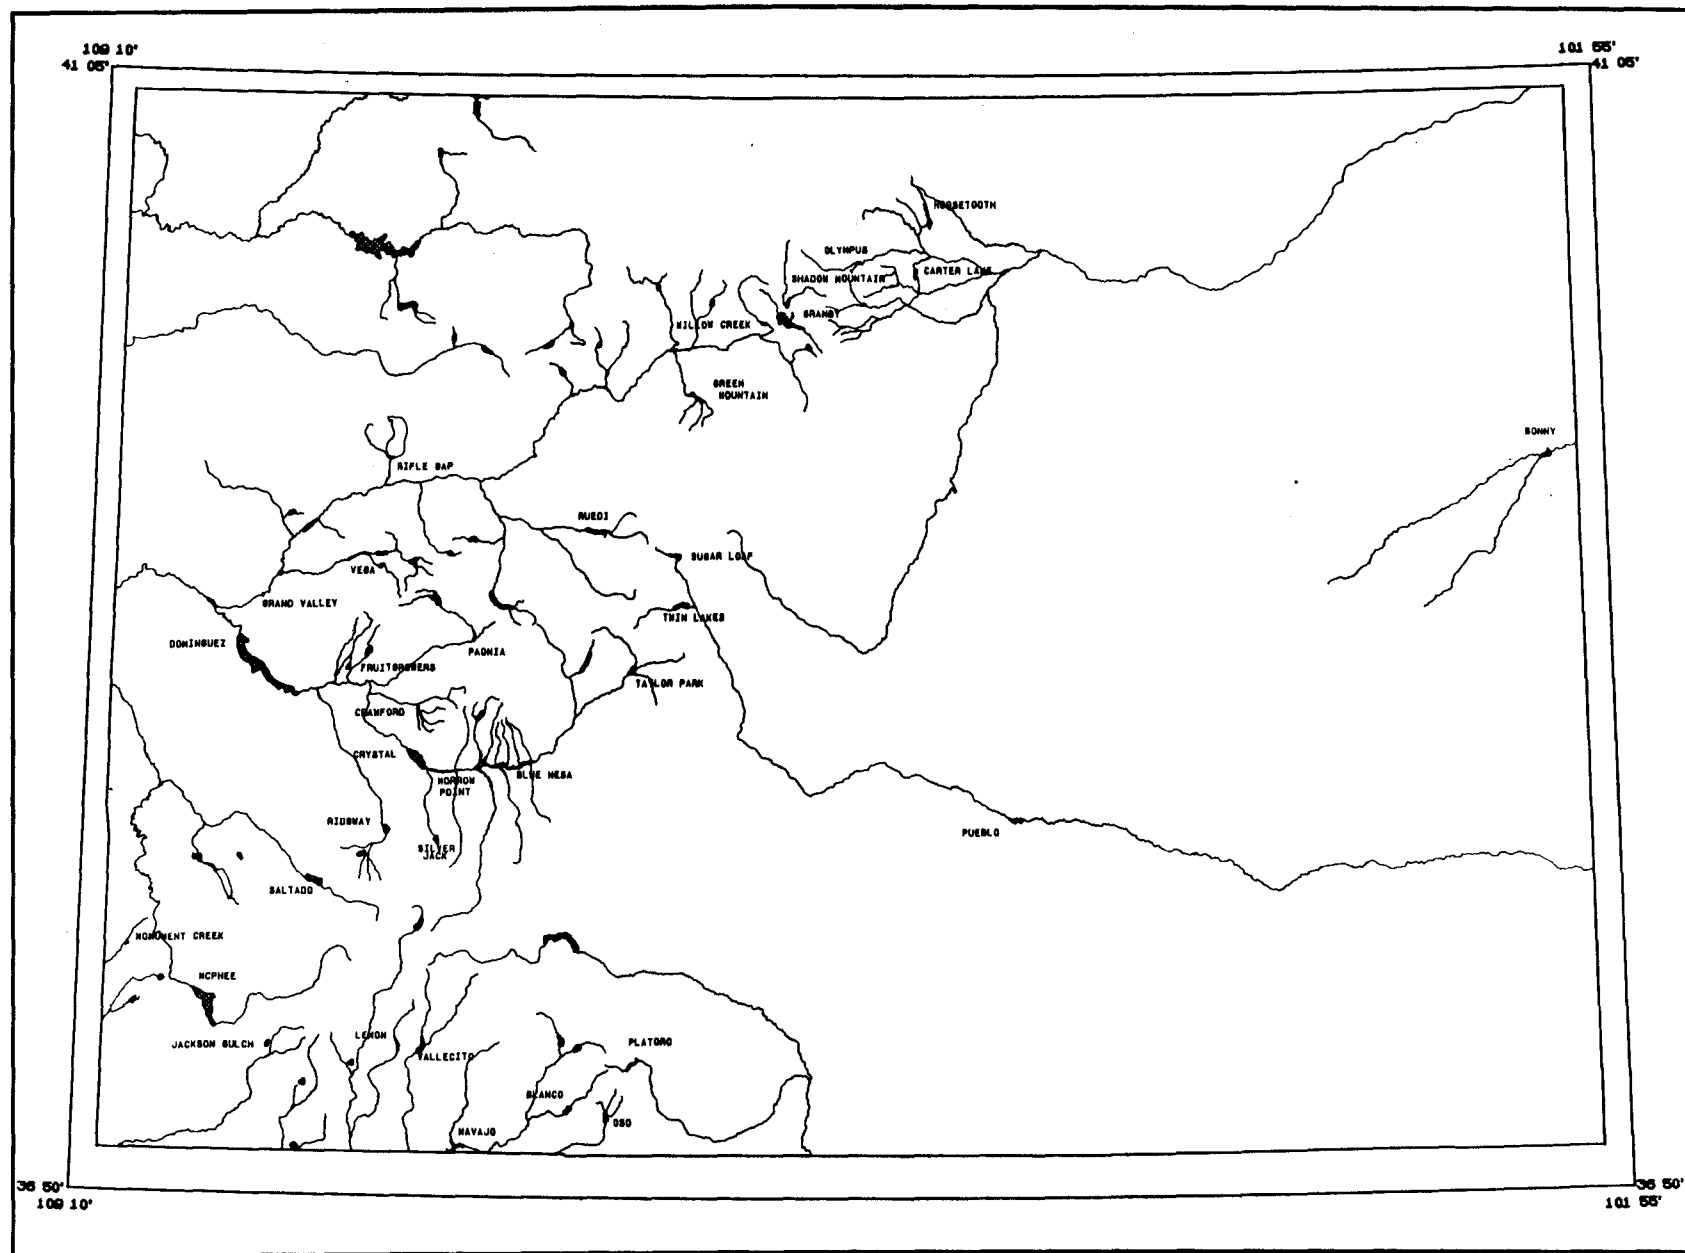 109 10'
101 55'
41 05'
41 05'
HORSETOOTH
OLYMPUS
SHADOW MOUNTAIN
CARTER LAKE
GRANBY
WILLOW CREEK
GREEN
MOUNTAIN
BONNY
RIFLE GAP
RUEDI
SUGAR LOAF
VEGA
GRAND VALLEY
TWIN LAKES
DOMINGUEZ
PAONIA
FRUITGROWERS
TAYLOR PARK
CRAWFORD
CRYSTAL
BLUE MESA
MORROW
POINT
RIDGWAY
PUEBLO
SILVER
JACK
SALTADO
MONUMENT CREEK
MCPHEE
JACKSON GULCH
LEMON
VALLECITO
PLATORO
BLANCO
OSO
NAVAJO
36 50'
36 50'
109 10'
101 55'